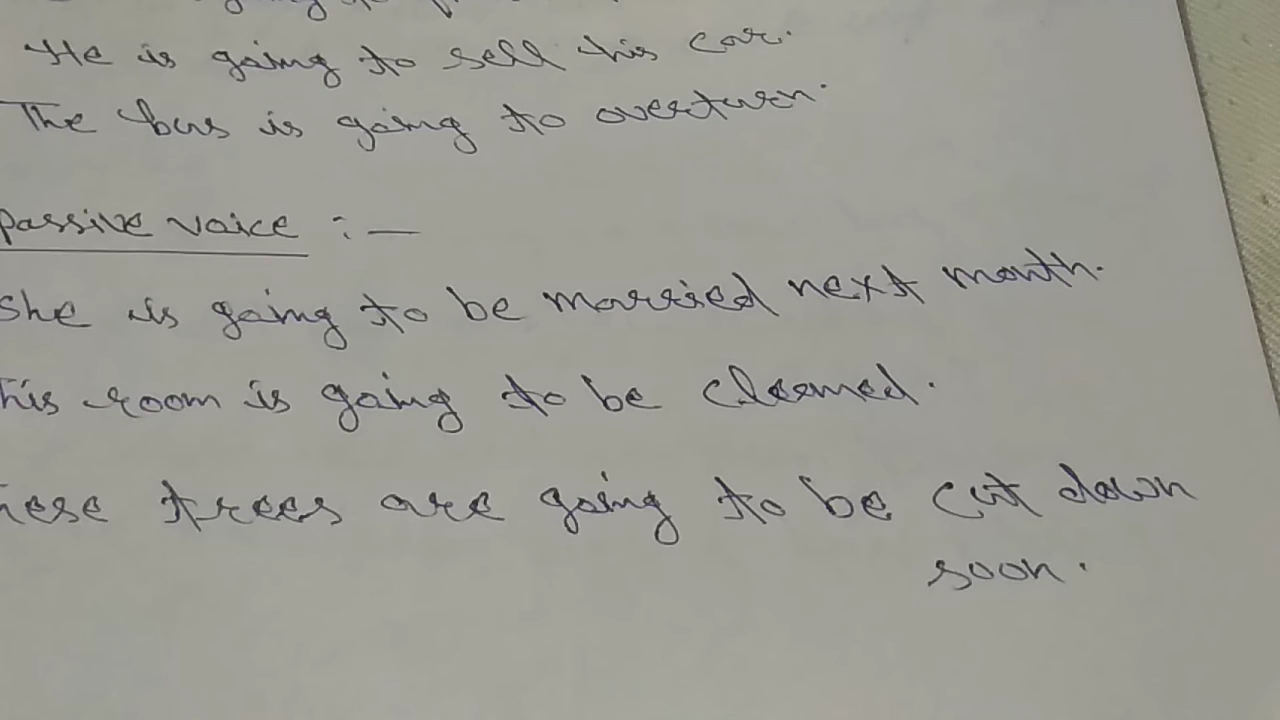 He is going to sell this car.
The bus is going to overturn.
Passive voice :—
She is going to be married next month.
his room is going to be cleaned.
hese trees are going to be cut down
soon.